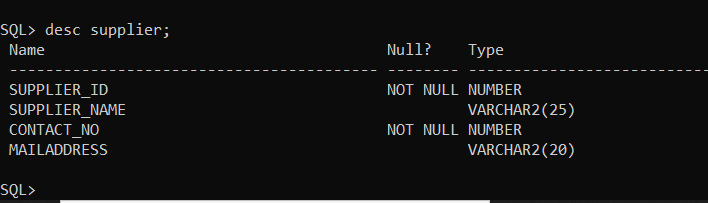 SQL> desc supplier;
Name Null? Type
----------------------------------------- -------- ----------------------------
SUPPLIER_ID NOT NULL NUMBER
SUPPLIER_NAME VARCHAR2(25)
CONTACT_NO NOT NULL NUMBER
MAILADDRESS VARCHAR2(20)
SQL>